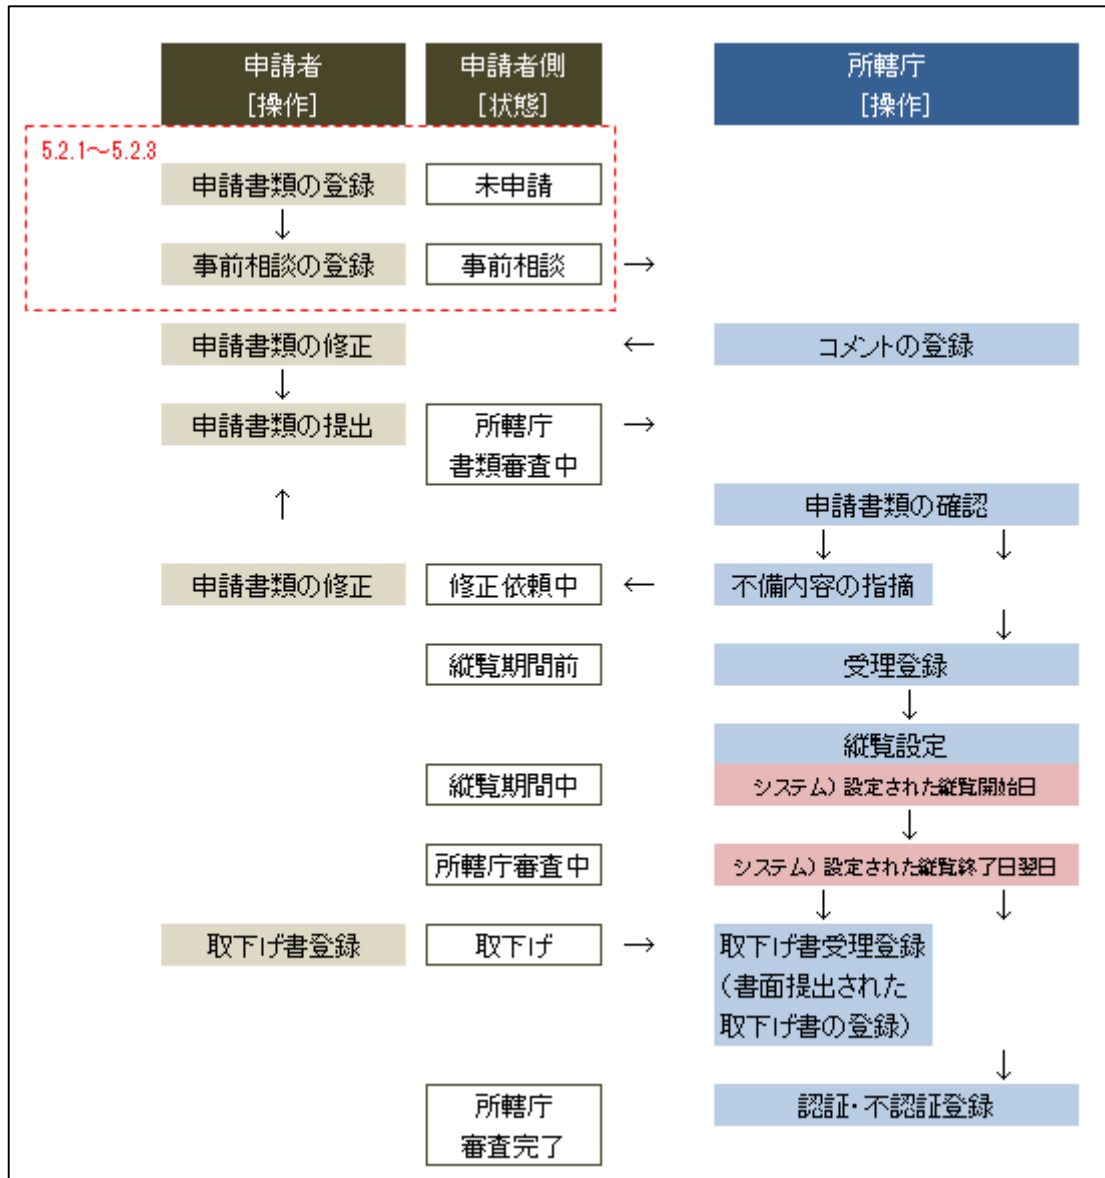 申請者
[操作]
申請者側
[状態]
所轄庁
[操作]
5.2.1～5.2.3
申請書類の登録
未申請
↓
事前相談の登録
事前相談
→
申請書類の修正
←
コメントの登録
↓
申請書類の提出
所轄庁
書類審査中
→
↑
申請書類の確認
↓ ↓
申請書類の修正
修正依頼中
←
不備内容の指摘
↓
縦覧期間前
受理登録
↓
縦覧設定
縦覧期間中
システム）設定された縦覧開始日
↓
所轄庁審査中
システム）設定された縦覧終了日翌日
↓ ↓
取下げ書登録
取下げ
→
取下げ書受理登録
（書面提出された
取下げ書の登録）
↓
所轄庁
審査完了
認証・不認証登録